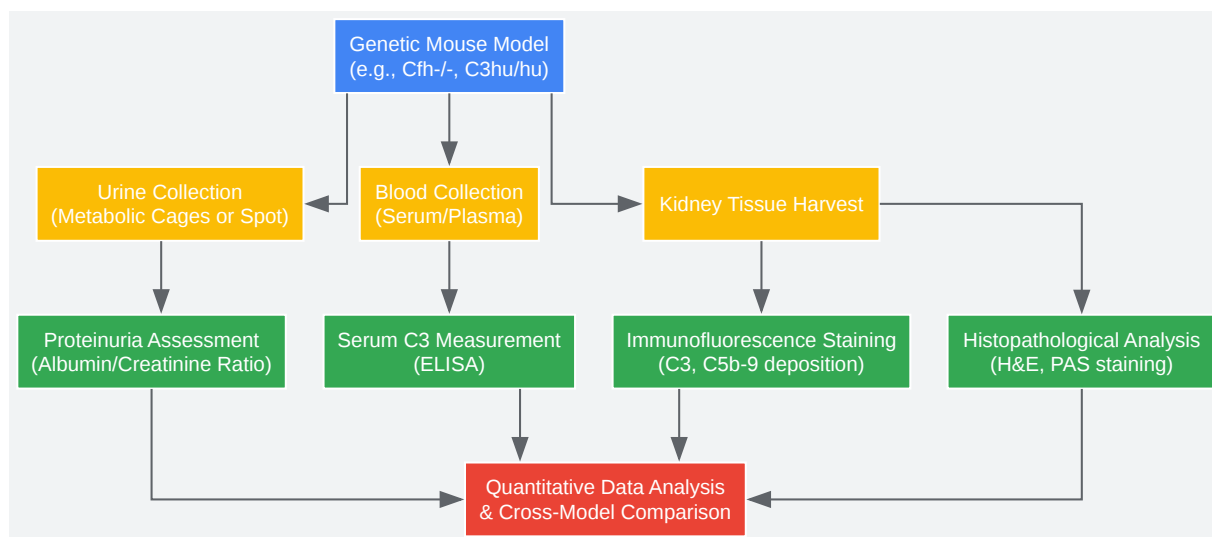 Genetic Mouse Model
(e.g., Cfh-/-, C3hu/hu)
Urine Collection
(Metabolic Cages or Spot)
Blood Collection
(Serum/Plasma)
Kidney Tissue Harvest
Proteinuria Assessment
(Albumin/Creatinine Ratio)
Serum C3 Measurement
(ELISA)
Immunofluorescence Staining
(C3, C5b-9 deposition)
Histopathological Analysis
(H&E, PAS staining)
Quantitative Data Analysis
& Cross-Model Comparison